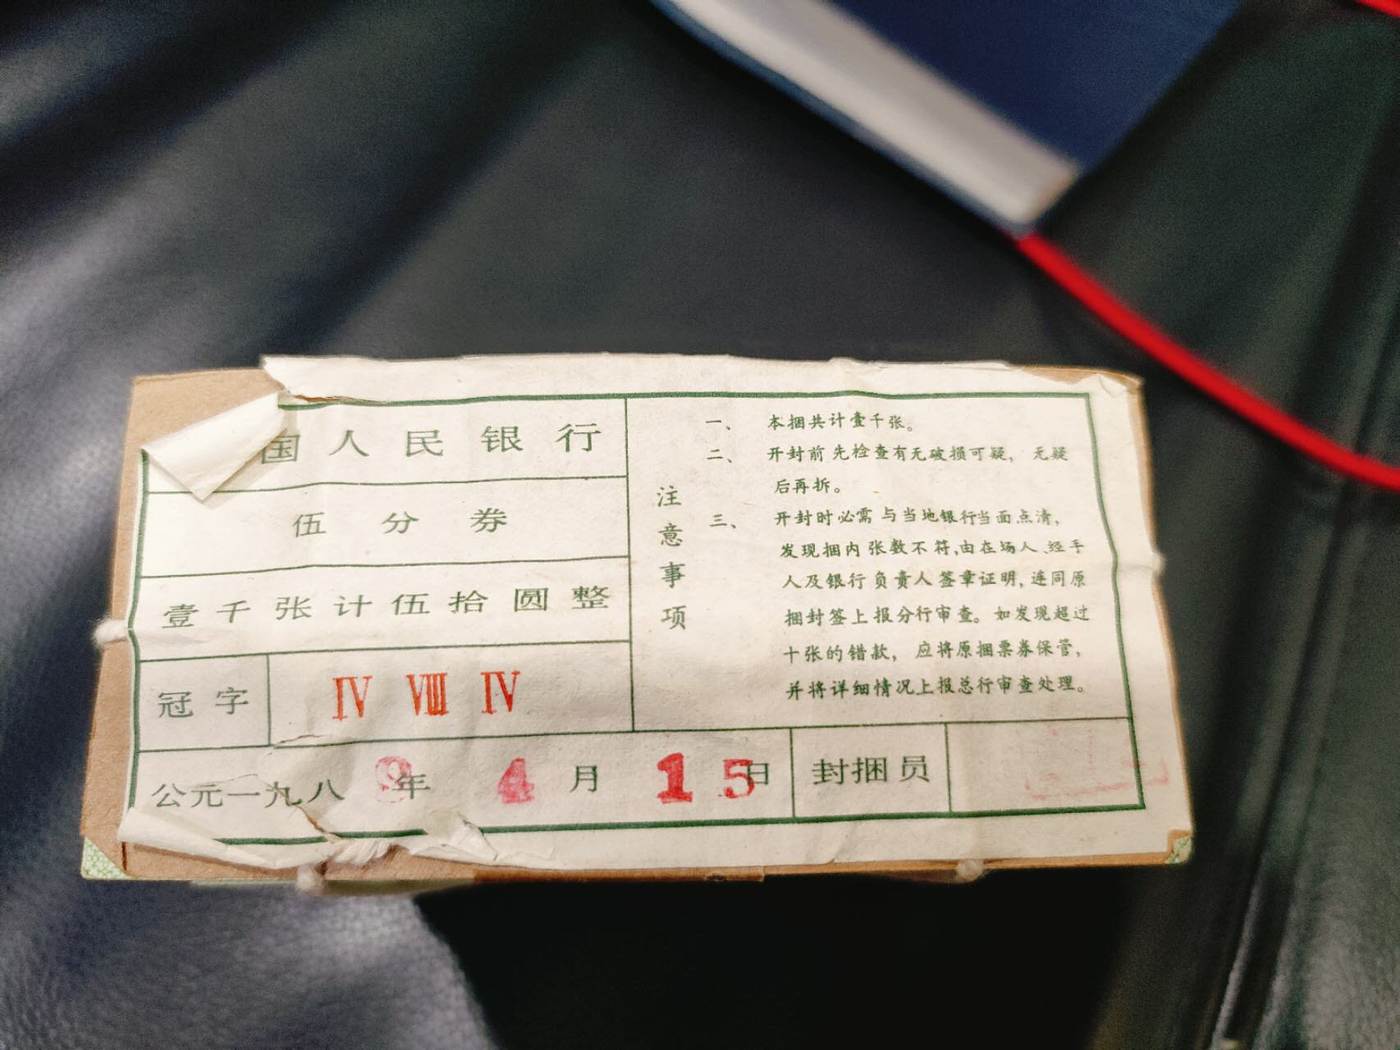 国人民银行
伍分券
壹千张计伍拾圆整
冠字 Ⅳ Ⅷ Ⅳ
公元一九八9年4月15日 封捆员
注意事项
一、 本捆共计壹千张。
二、 开封前先检查有无破损可疑， 无疑
后再拆。
三、 开封时必需与当地银行当面点清，
发现捆内张数不符，由在场人、经手
人及银行负责人签章证明，连同原
捆封签上报分行审查。如发现超过
十张的错款， 应将原捆票券保管，
并将详细情况上报总行审查处理。